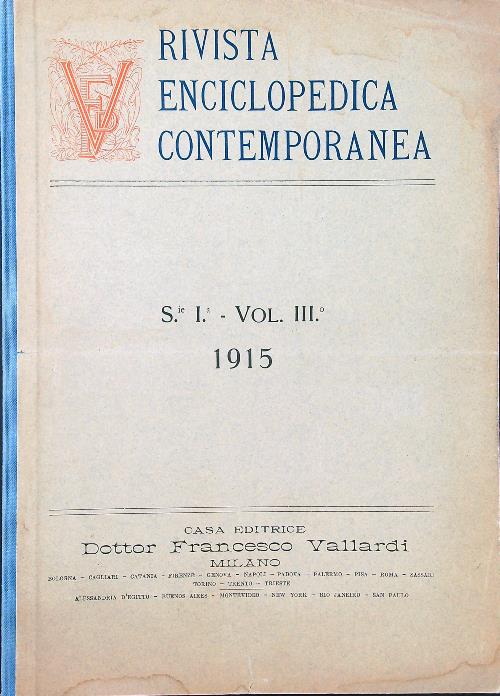 RIVISTA
ENCICLOPEDICA
CONTEMPORANEA
S.ie I.a - VOL. III.o
1915
CASA EDITRICE
Dottor Francesco Vallardi
MILANO
BOLOGNA - CAGLIARI - CATANIA - FIRENZE - GENOVA - NAPOLI - PADOVA - PALERMO - PISA - ROMA - SASSARI
TORINO - TRENTO - TRIESTE
ALESSANDRIA D'EGITTO - BUENOS AIRES - MONTEVIDEO - NEW YORK - RIO JANEIRO - SAN PAULO